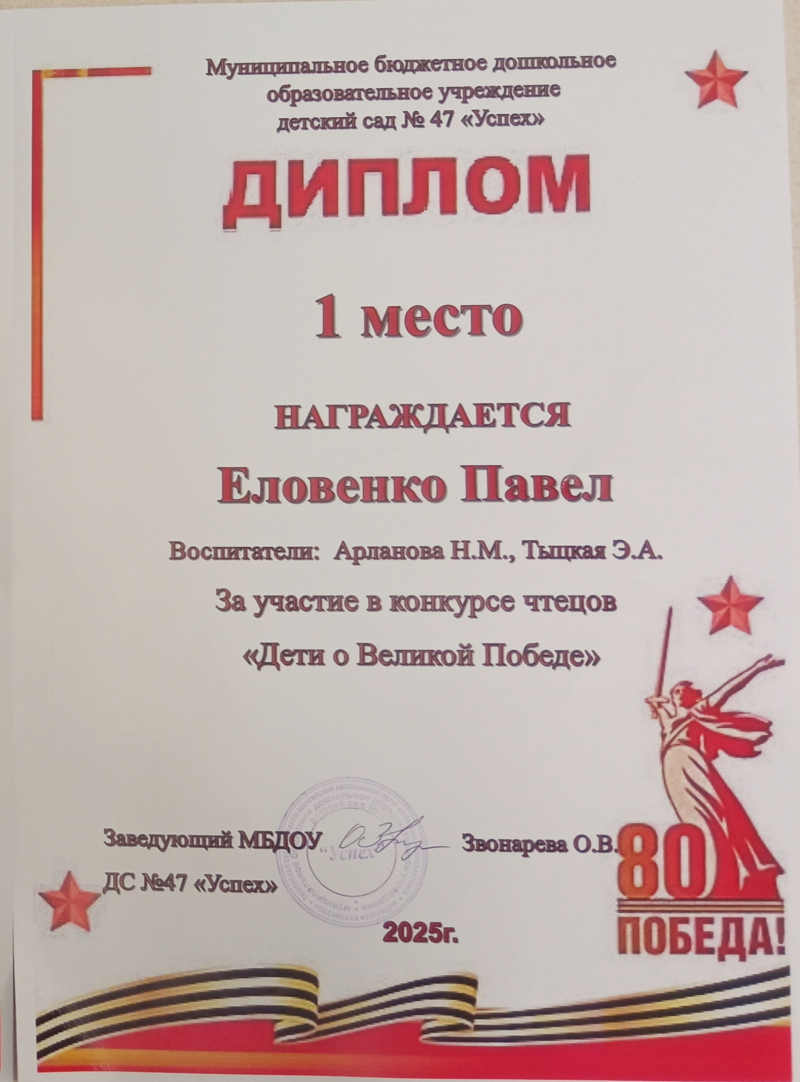 Муниципальное бюджетное дошкольное
образовательное учреждение
детский сад № 47 «Успех»
ДИПЛОМ
1 место
НАГРАЖДАЕТСЯ
Еловенко Павел
Воспитатели: Арланова Н.М., Тыцкая Э.А.
За участие в конкурсе чтецов
«Дети о Великой Победе»
Заведующий МБДОУ
"Успех"
Звонарева О.В.
ДС №47 «Успех»
2025г.
80
ПОБЕДА!